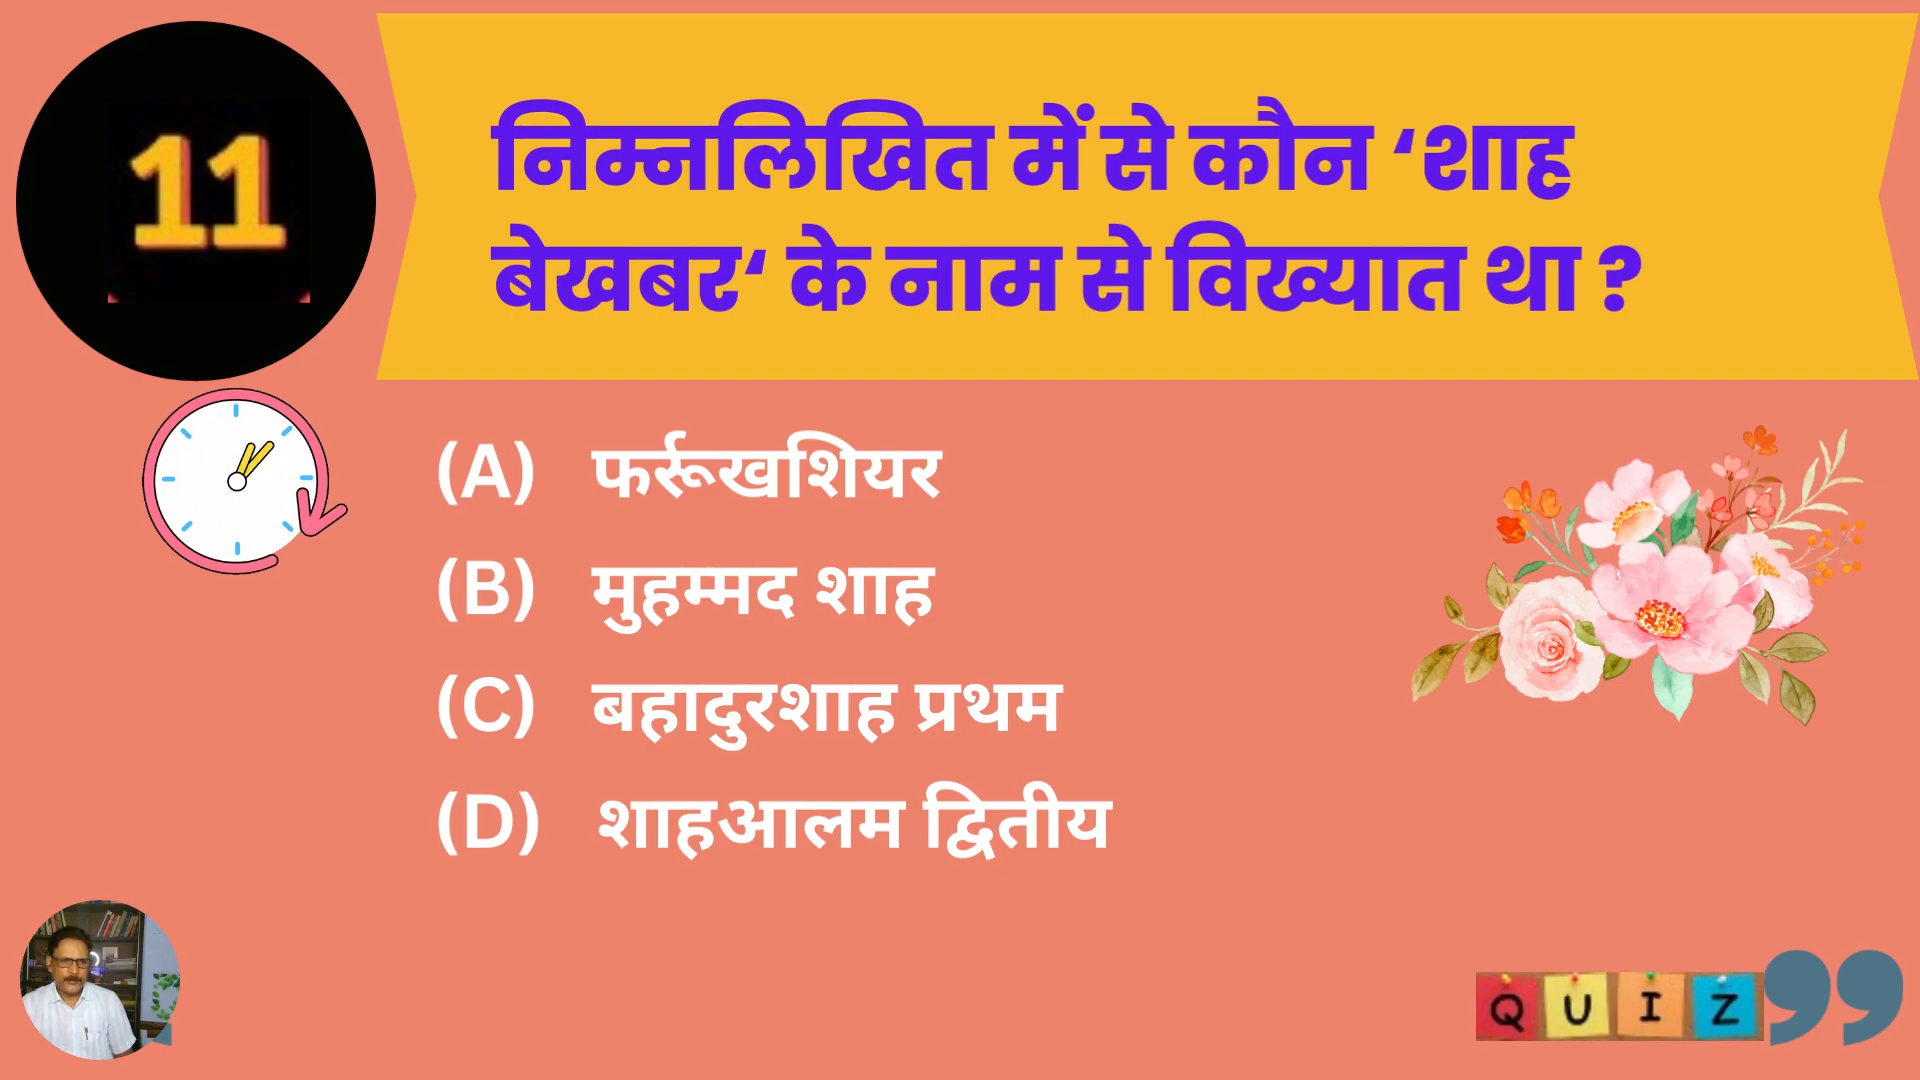 11
निम्नलिखित में से कौन ‘शाह
बेखबर‘ के नाम से विख्यात था ?
(A) फर्रूखशियर
(B) मुहम्मद शाह
(C) बहादुरशाह प्रथम
(D) शाहआलम द्वितीय
QUIZ